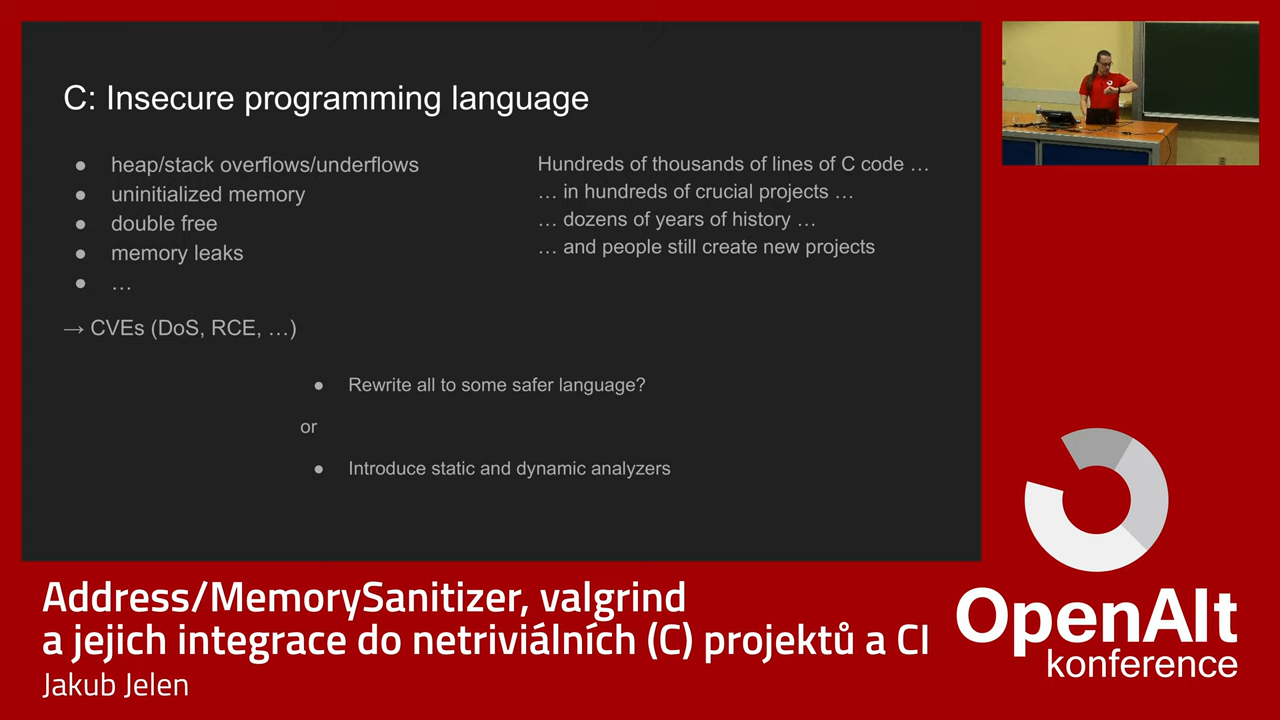 C: Insecure programming language
● heap/stack overflows/underflows
● uninitialized memory
● double free
● memory leaks
● …
→ CVEs (DoS, RCE, …)
Hundreds of thousands of lines of C code …
… in hundreds of crucial projects …
… dozens of years of history …
… and people still create new projects
● Rewrite all to some safer language?
or
● Introduce static and dynamic analyzers
Address/MemorySanitizer, valgrind
a jejich integrace do netriviálních (C) projektů a CI
Jakub Jelen
OpenAlt
konference